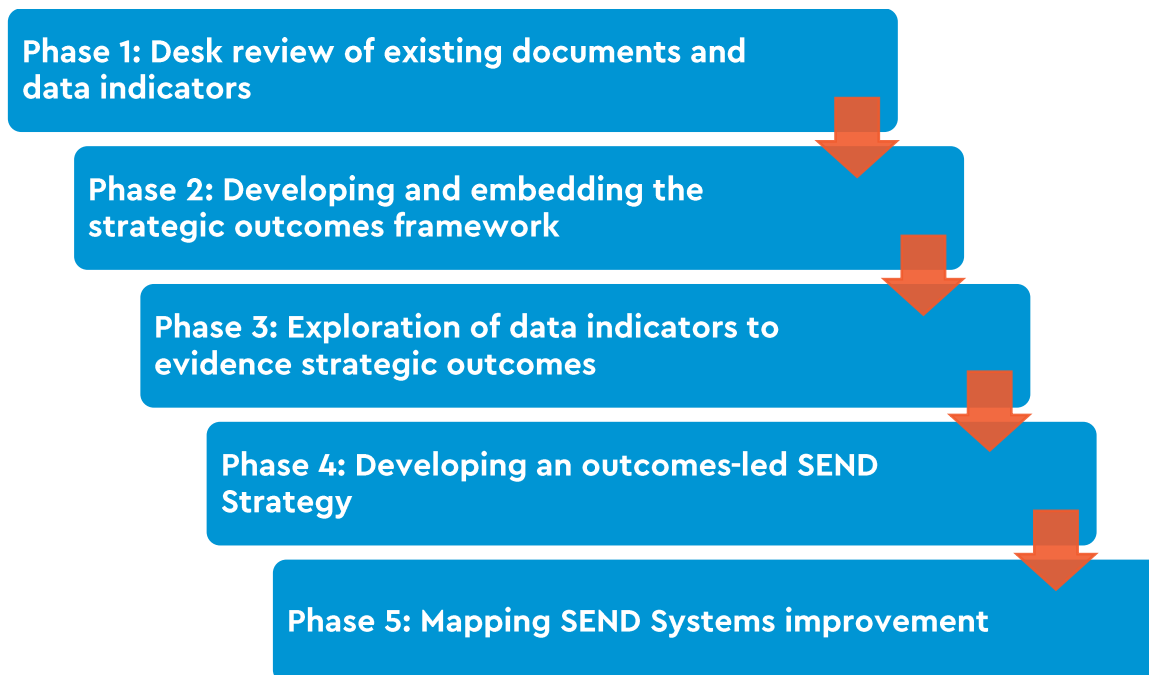 Phase 1: Desk review of existing documents and
data indicators
Phase 2: Developing and embedding the
strategic outcomes framework
Phase 3: Exploration of data indicators to
evidence strategic outcomes
Phase 4: Developing an outcomes-led SEND
Strategy
Phase 5: Mapping SEND Systems improvement